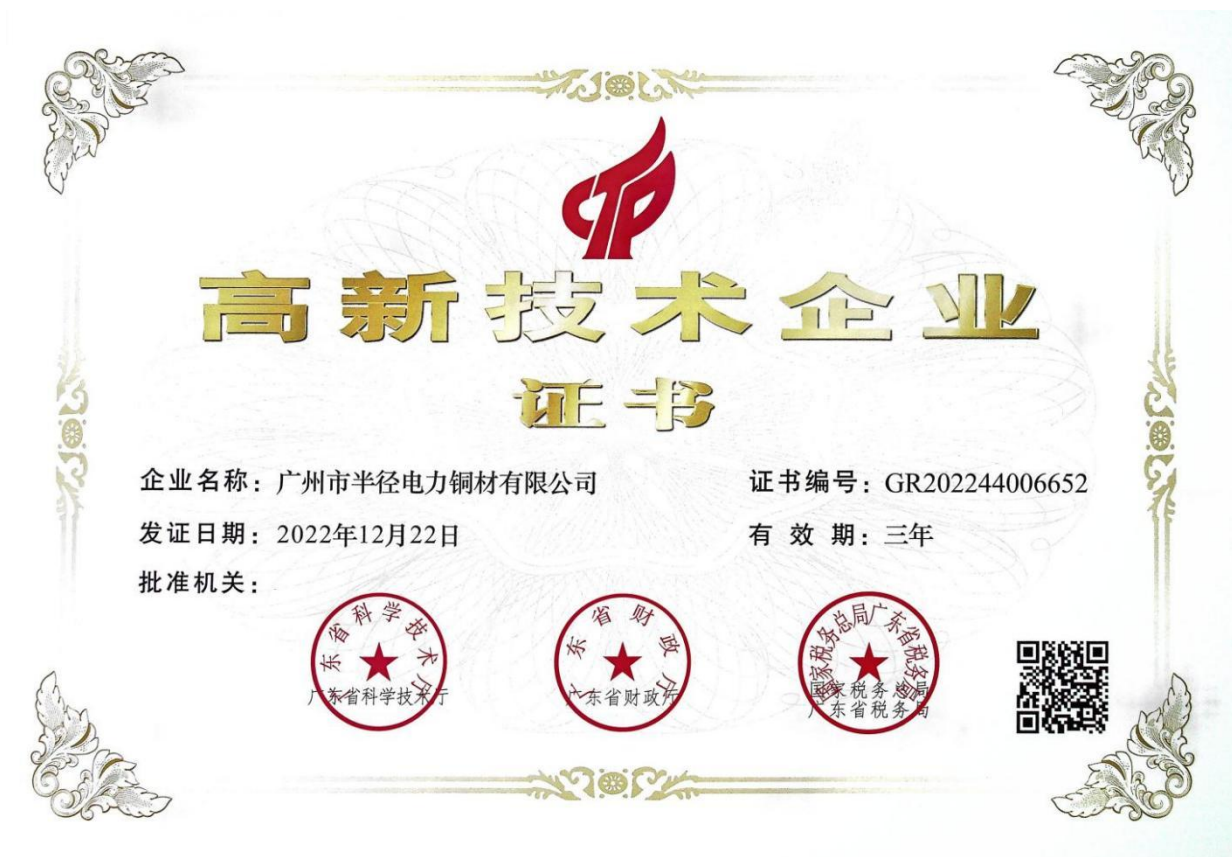 高新技术企业
证书
企业名称：广州市半径电力铜材有限公司
证书编号：GR202244006652
发证日期：2022年12月22日
有效期：三年
批准机关：
广东省科学技术厅
广东省科学技术厅
广东省财政厅
广东省财政厅
国家税务总局广东省税务局
国家税务总局
广东省税务局